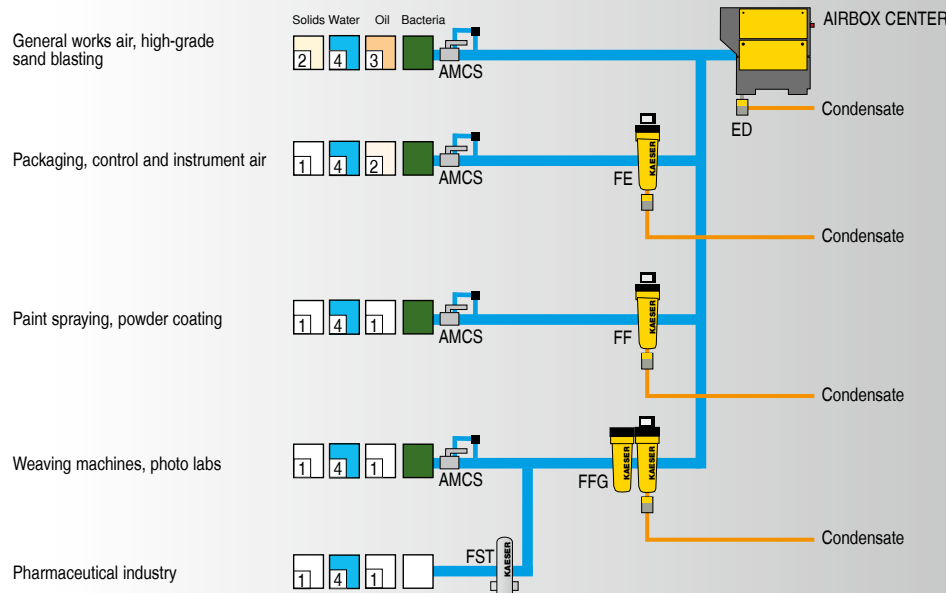 Solids Water Oil Bacteria
AIRBOX CENTER
General works air, high-grade
sand blasting
2 4 3
AMCS
ED
Condensate
Packaging, control and instrument air
1 4 2
AMCS
FE
KAESER
Condensate
Paint spraying, powder coating
1 4 1
AMCS
FF
KAESER
Condensate
Weaving machines, photo labs
1 4 1
AMCS
FFG
KAESER
KAESER
Condensate
Pharmaceutical industry
1 4 1
FST
KAESER